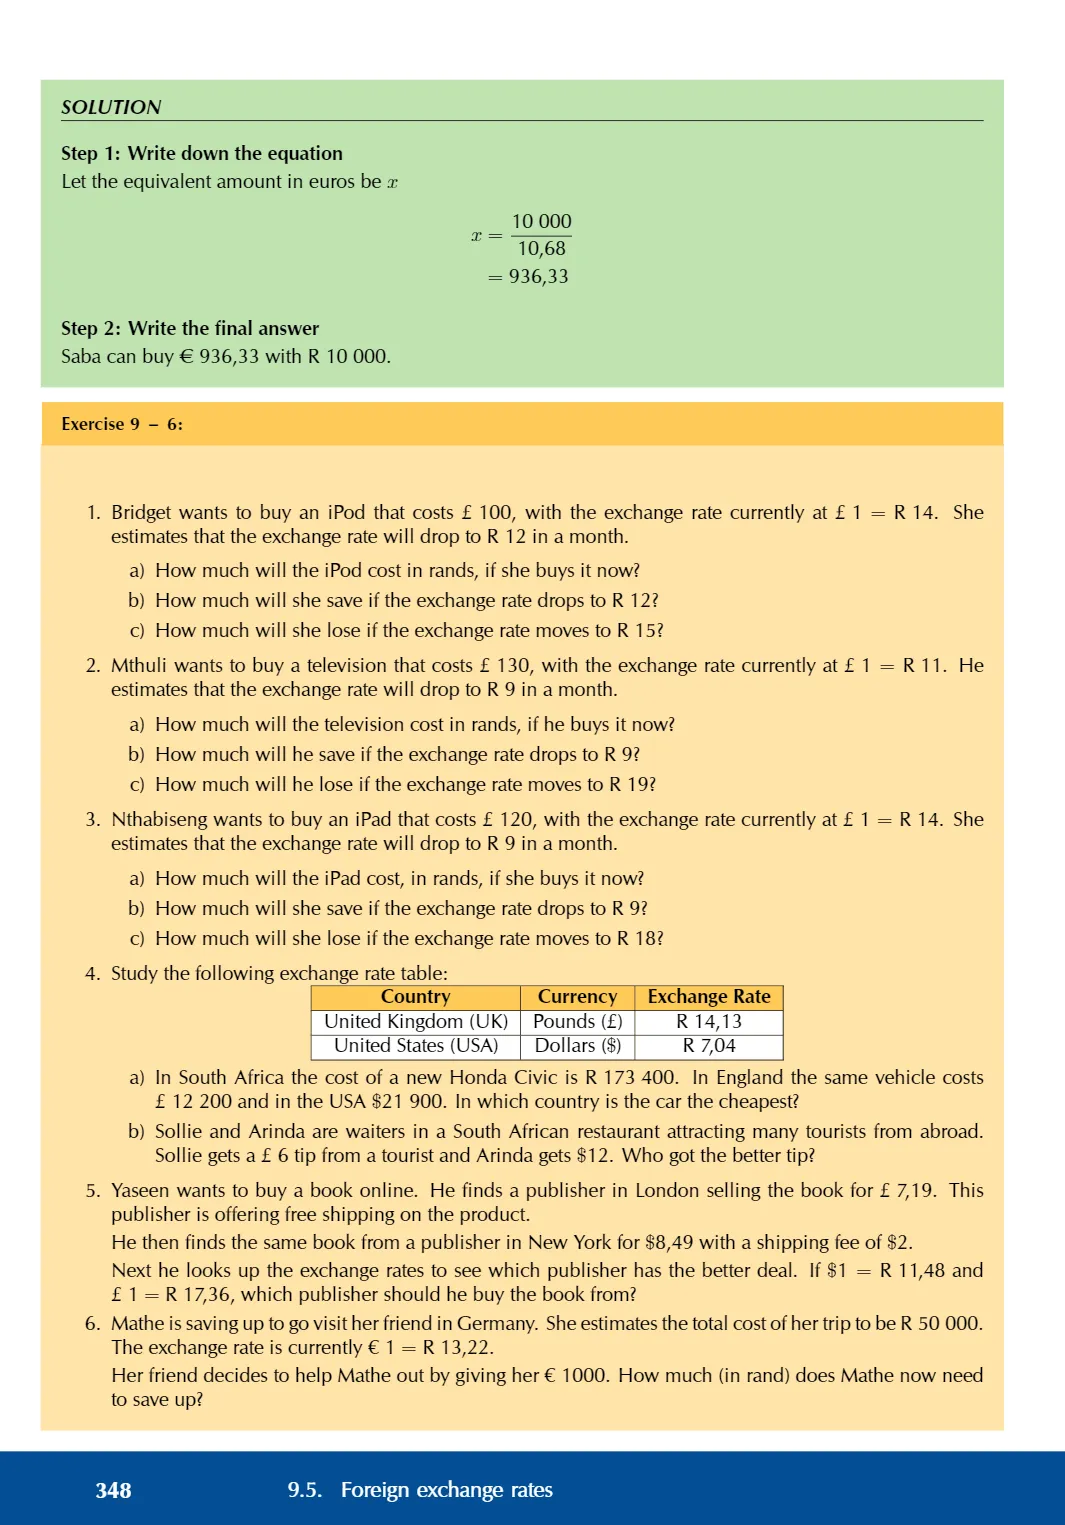 SOLUTION
Step 1: Write down the equation
Let the equivalent amount in euros be x
x = 10 000 / 10,68
= 936,33
Step 2: Write the final answer
Saba can buy € 936,33 with R 10 000.
Exercise 9 – 6:
1. Bridget wants to buy an iPod that costs £ 100, with the exchange rate currently at £ 1 = R 14. She
estimates that the exchange rate will drop to R 12 in a month.
a) How much will the iPod cost in rands, if she buys it now?
b) How much will she save if the exchange rate drops to R 12?
c) How much will she lose if the exchange rate moves to R 15?
2. Mthuli wants to buy a television that costs £ 130, with the exchange rate currently at £ 1 = R 11. He
estimates that the exchange rate will drop to R 9 in a month.
a) How much will the television cost in rands, if he buys it now?
b) How much will he save if the exchange rate drops to R 9?
c) How much will he lose if the exchange rate moves to R 19?
3. Nthabiseng wants to buy an iPad that costs £ 120, with the exchange rate currently at £ 1 = R 14. She
estimates that the exchange rate will drop to R 9 in a month.
a) How much will the iPad cost, in rands, if she buys it now?
b) How much will she save if the exchange rate drops to R 9?
c) How much will she lose if the exchange rate moves to R 18?
4. Study the following exchange rate table:
Country Currency Exchange Rate
United Kingdom (UK) Pounds (£) R 14,13
United States (USA) Dollars ($) R 7,04
a) In South Africa the cost of a new Honda Civic is R 173 400. In England the same vehicle costs
£ 12 200 and in the USA $21 900. In which country is the car the cheapest?
b) Sollie and Arinda are waiters in a South African restaurant attracting many tourists from abroad.
Sollie gets a £ 6 tip from a tourist and Arinda gets $12. Who got the better tip?
5. Yaseen wants to buy a book online. He finds a publisher in London selling the book for £ 7,19. This
publisher is offering free shipping on the product.
He then finds the same book from a publisher in New York for $8,49 with a shipping fee of $2.
Next he looks up the exchange rates to see which publisher has the better deal. If $1 = R 11,48 and
£ 1 = R 17,36, which publisher should he buy the book from?
6. Mathe is saving up to go visit her friend in Germany. She estimates the total cost of her trip to be R 50 000.
The exchange rate is currently € 1 = R 13,22.
Her friend decides to help Mathe out by giving her € 1000. How much (in rand) does Mathe now need
to save up?
348 9.5. Foreign exchange rates